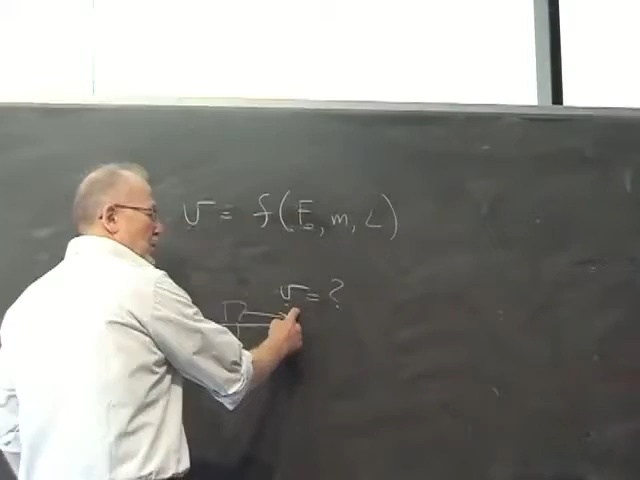 v = f(E, m, L)
v = ?